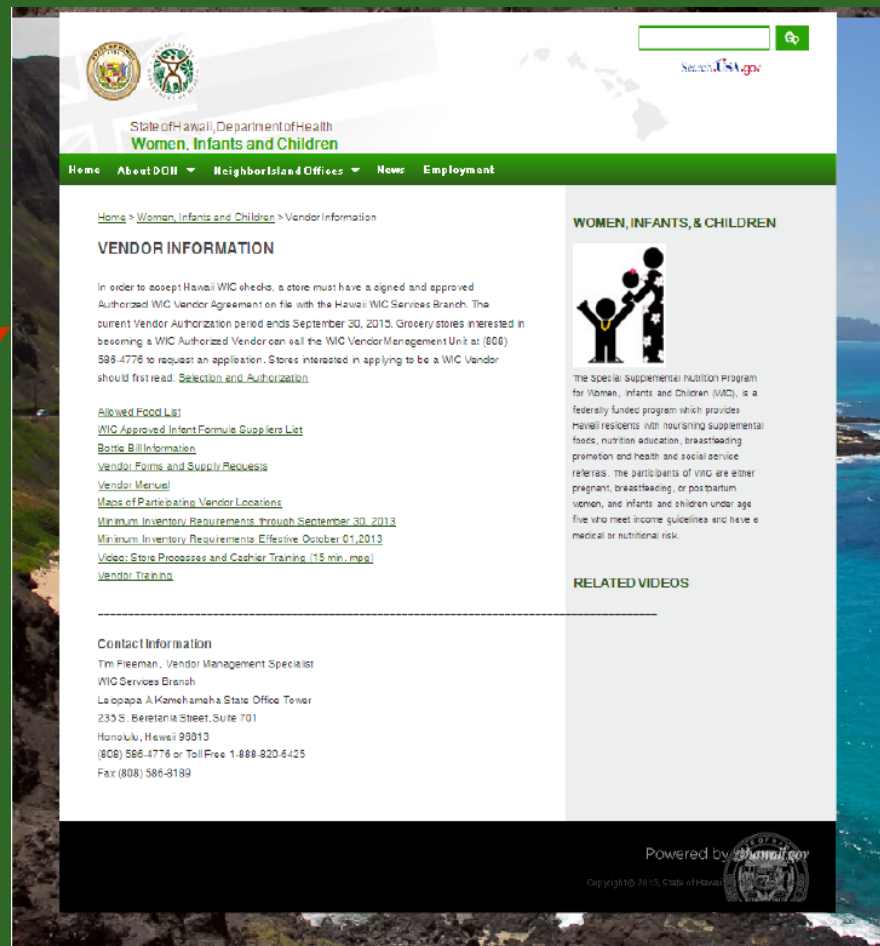 Search.USA.gov
State of Hawaii, Department of Health
Women, Infants and Children
Home About DOH Neighbor Island Offices News Employment
Home > Women, Infants and Children > Vendor Information
VENDOR INFORMATION
In order to accept Hawaii WIC checks, a store must have a signed and approved
Authorized WIC Vendor Agreement on file with the Hawaii WIC Services Branch. The
current Vendor Authorization period ends September 30, 2015. Grocery stores interested in
becoming a WIC Authorized Vendor can call the WIC Vendor Management Unit at (808)
586-4776 to request an application. Stores interested in applying to be a WIC Vendor
should first read: Selection and Authorization
Allowed Food List
WIC Approved Infant Formula Suppliers List
Bottle Bill Information
Vendor Forms and Supply Requests
Vendor Manual
Maps of Participating Vendor Locations
Minimum Inventory Requirements through September 30, 2013
Minimum Inventory Requirements Effective October 01,2013
Video: Store Processes and Cashier Training (15 min. mpg)
Vendor Training
Contact Information
Tim Freeman, Vendor Management Specialist
WIC Services Branch
Leiopapa A Kamehameha State Office Tower
235 S. Beretania Street, Suite 701
Honolulu, Hawaii 96813
(808) 586-4776 or Toll Free 1-888-820-6425
Fax (808) 586-8189
WOMEN, INFANTS, & CHILDREN
The Special Supplemental Nutrition Program
for Women, Infants and Children (WIC), is a
federally funded program which provides
Hawaii residents with nourishing supplemental
foods, nutrition education, breastfeeding
promotion and health and social service
referrals. The participants of WIC are either
pregnant, breastfeeding, or postpartum
women, and infants and children under age
five who meet income guidelines and have a
medical or nutritional risk.
RELATED VIDEOS
Powered by eHawaii.gov
Copyright © 2013, State of Hawaii